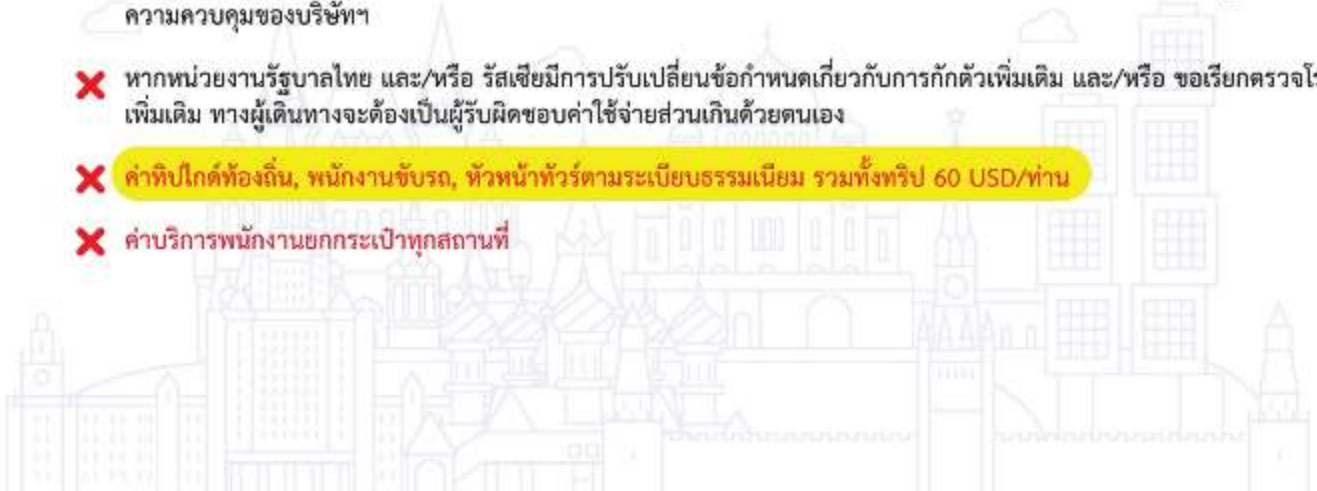 ความควบคุมของบริษัทฯ
หากหน่วยงานรัฐบาลไทย และ/หรือ รัสเซียมีการปรับเปลี่ยนข้อกำหนดเกี่ยวกับการกักตัวเพิ่มเติม และ/หรือ ขอเรียกตรวจ
เพิ่มเติม ทางผู้เดินทางจะต้องเป็นผู้รับผิดชอบค่าใช้จ่ายส่วนเกินด้วยตนเอง
ค่าทิปไกด์ท้องถิ่น, พนักงานขับรถ, หัวหน้าทัวร์ตามระเบียบธรรมเนียม รวมทั้งทริป 60 USD/ท่าน
ค่าบริการพนักงานยกกระเป๋าทุกสถานที่